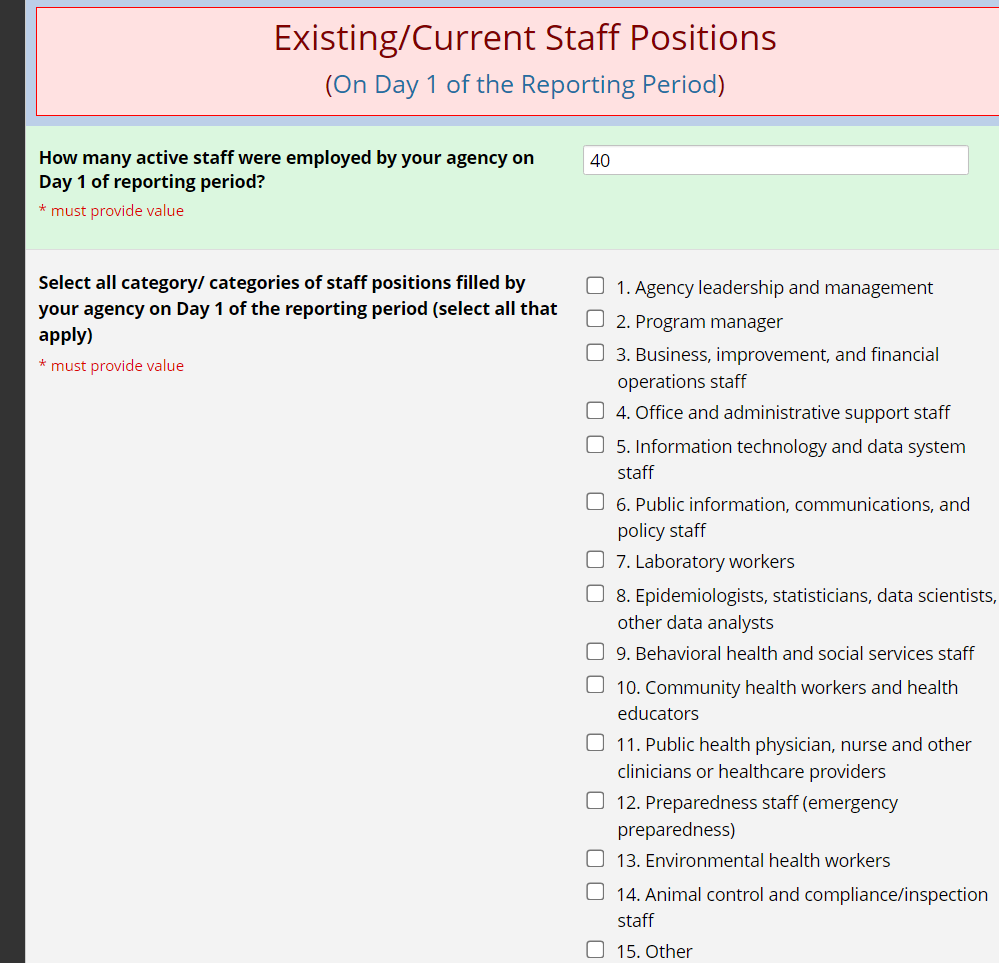 Existing/Current Staff Positions
(On Day 1 of the Reporting Period)
How many active staff were employed by your agency on
Day 1 of reporting period?
* must provide value
40
Select all category/ categories of staff positions filled by
your agency on Day 1 of the reporting period (select all that
apply)
* must provide value
1. Agency leadership and management
2. Program manager
3. Business, improvement, and financial
operations staff
4. Office and administrative support staff
5. Information technology and data system
staff
6. Public information, communications, and
policy staff
7. Laboratory workers
8. Epidemiologists, statisticians, data scientists,
other data analysts
9. Behavioral health and social services staff
10. Community health workers and health
educators
11. Public health physician, nurse and other
clinicians or healthcare providers
12. Preparedness staff (emergency
preparedness)
13. Environmental health workers
14. Animal control and compliance/inspection
staff
15. Other